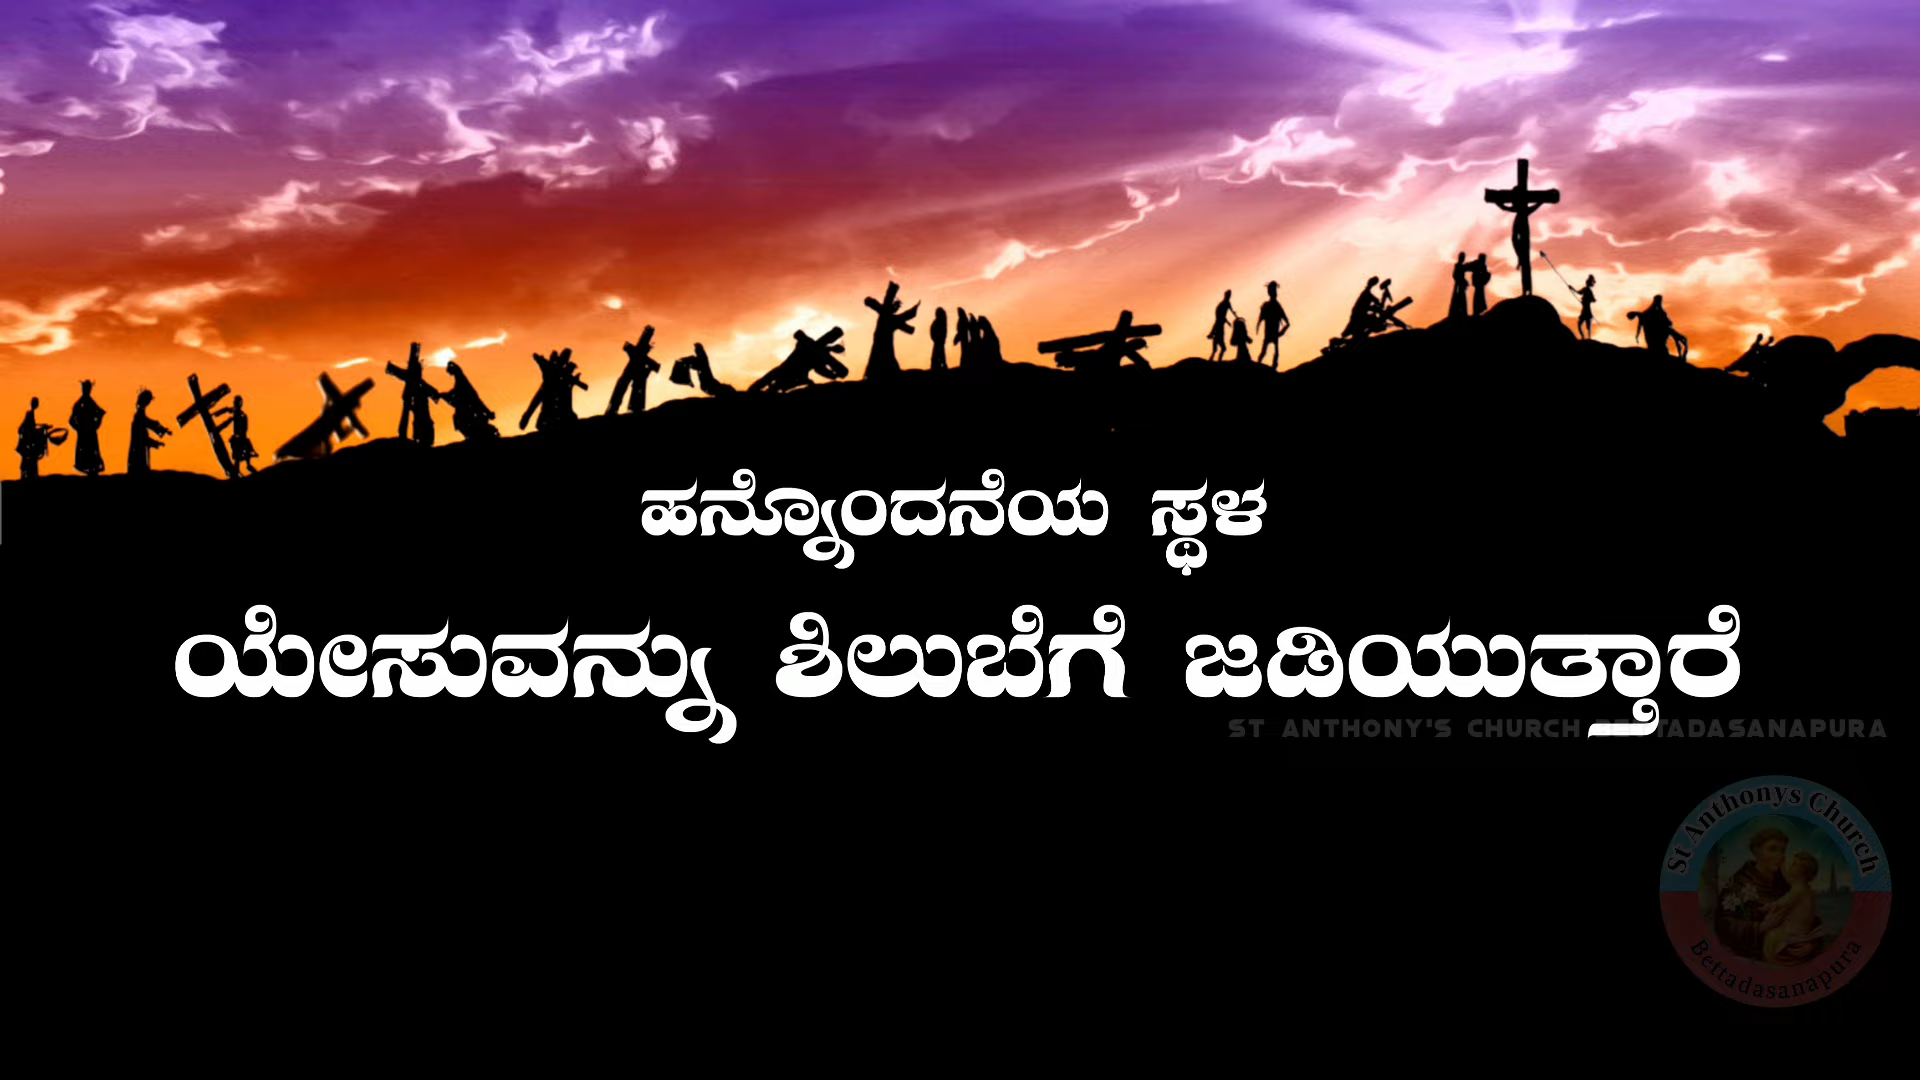 ಹನ್ನೊಂದನೆಯ ಸ್ಥಳ
ಯೇಸುವನ್ನು ಶಿಲುಬೆಗೆ ಜಡಿಯುತ್ತಾರೆ
ST ANTHONY'S CHURCH BETTADASANAPURA
St Anthonys Church
Bettadasanapura